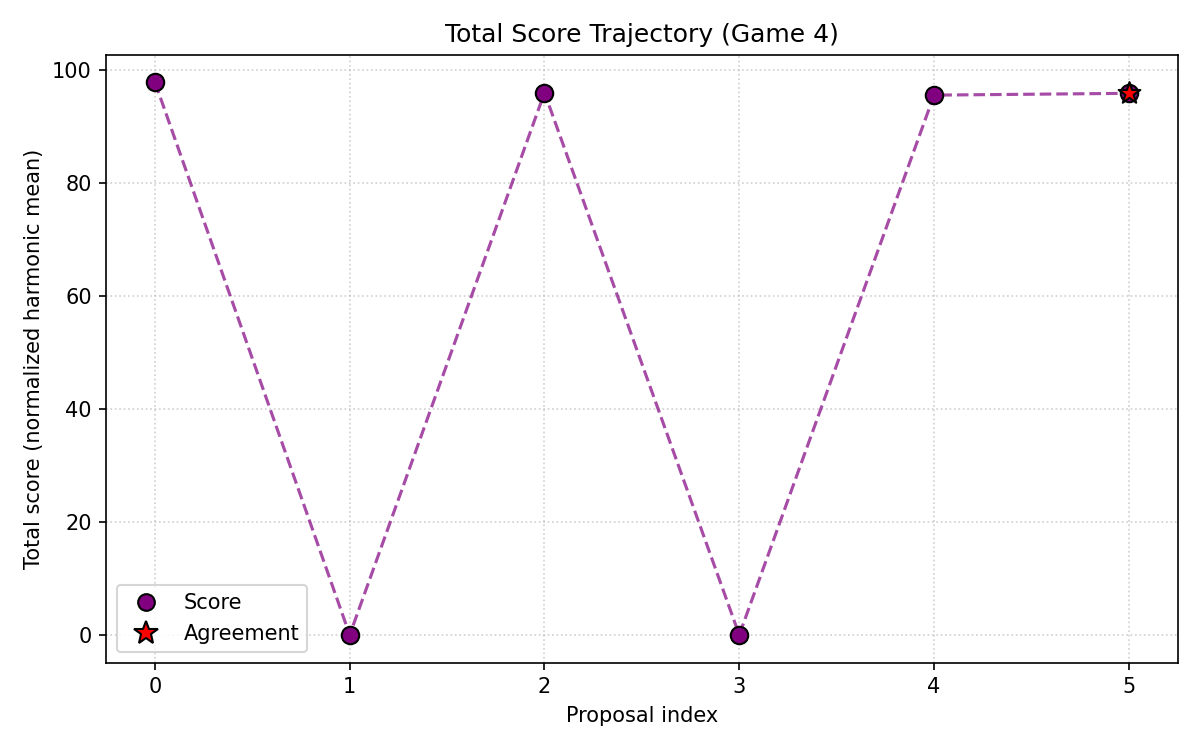 Total Score Trajectory (Game 4)
Total score (normalized harmonic mean)
100
80
60
40
20
0
Score
Agreement
0 1 2 3 4 5
Proposal index